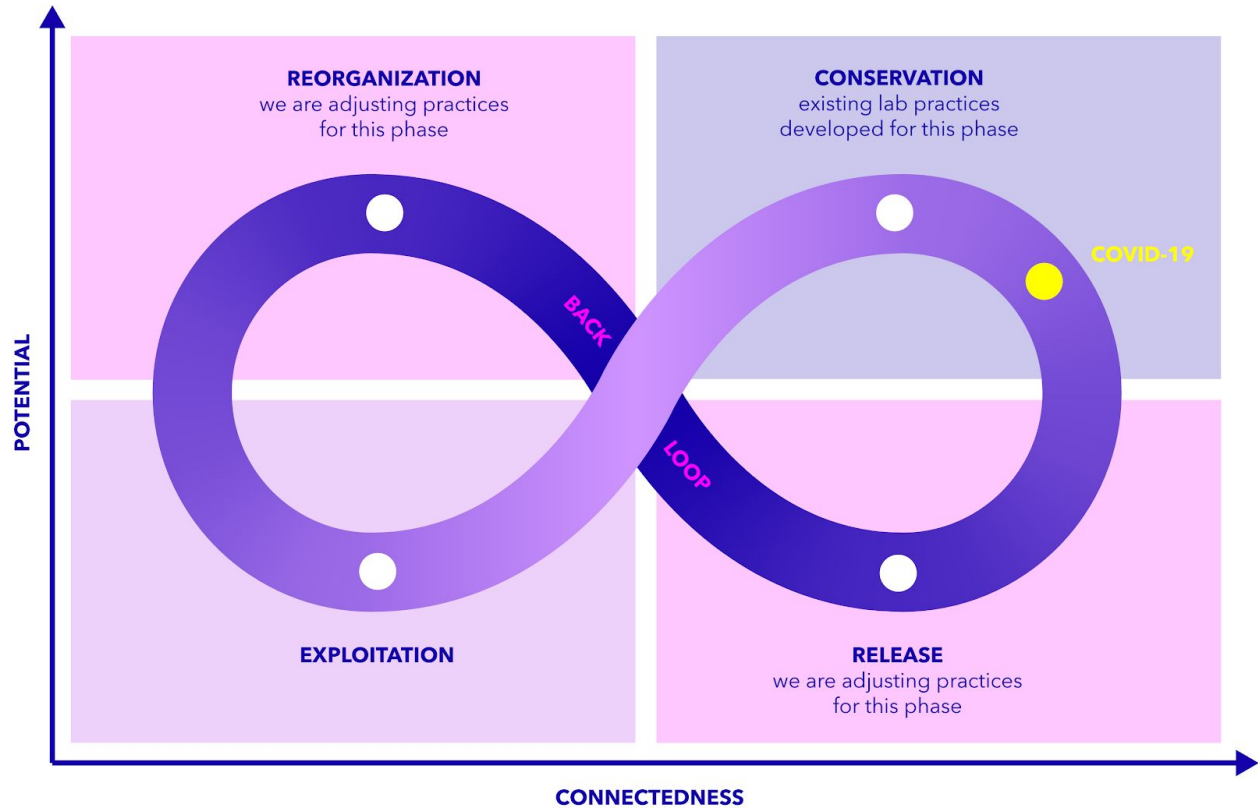 REORGANIZATION
we are adjusting practices
for this phase
CONSERVATION
existing lab practices
developed for this phase
COVID-19
BACK
LOOP
POTENTIAL
EXPLOITATION
RELEASE
we are adjusting practices
for this phase
CONNECTEDNESS